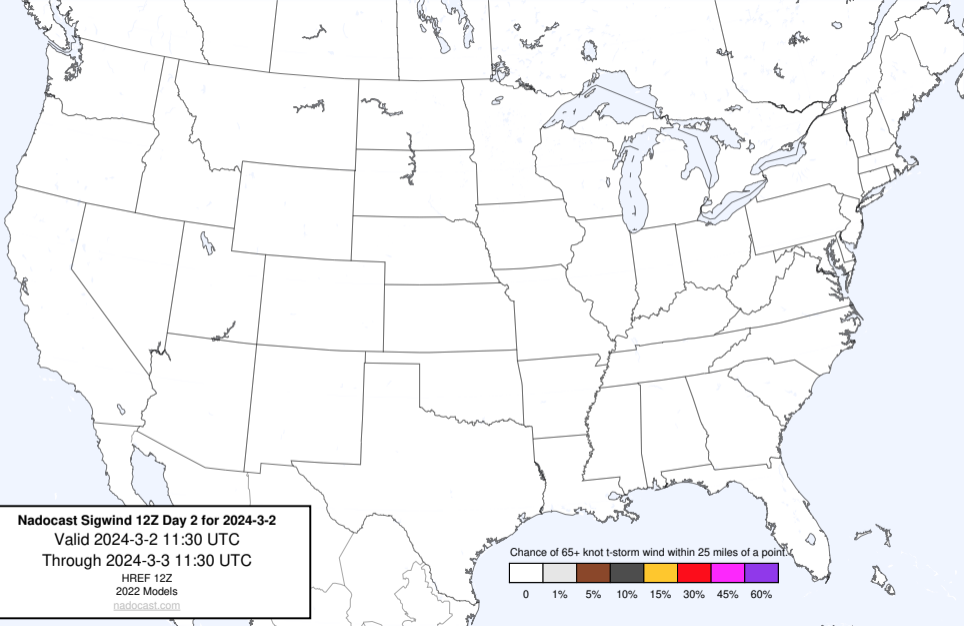 Nadocast Sigwind 12Z Day 2 for 2024-3-2
Valid 2024-3-2 11:30 UTC
Through 2024-3-3 11:30 UTC
HREF 12Z
2022 Models
nadocast.com
Chance of 65+ knot t-storm wind within 25 miles of a point.
0 1% 5% 10% 15% 30% 45% 60%